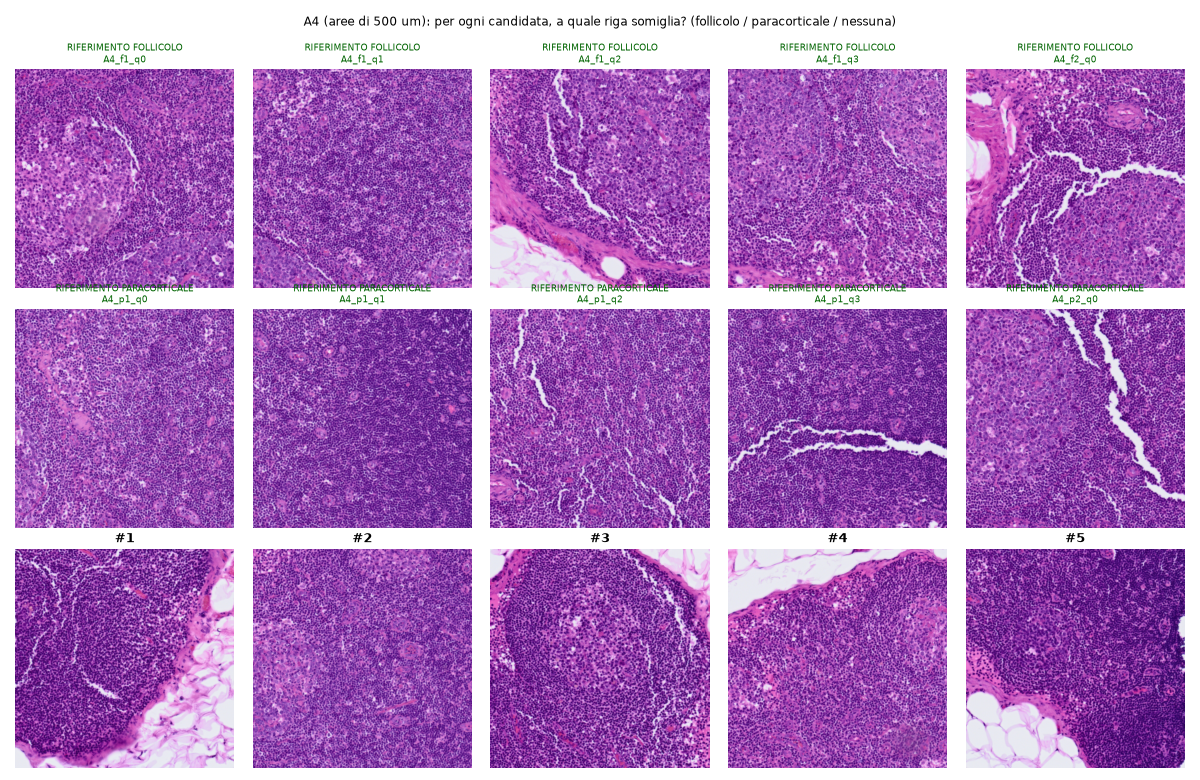 A4 (aree di 500 um): per ogni candidata, a quale riga somiglia? (follicolo / paracorticale / nessuna)
RIFERIMENTO FOLLICOLO RIFERIMENTO FOLLICOLO RIFERIMENTO FOLLICOLO RIFERIMENTO FOLLICOLO RIFERIMENTO FOLLICOLO
A4_f1_q0 A4_f1_q1 A4_f1_q2 A4_f1_q3 A4_f2_q0
RIFERIMENTO PARACORTICALE RIFERIMENTO PARACORTICALE RIFERIMENTO PARACORTICALE RIFERIMENTO PARACORTICALE RIFERIMENTO PARACORTICALE
A4_p1_q0 A4_p1_q1 A4_p1_q2 A4_p1_q3 A4_p2_q0
#1 #2 #3 #4 #5